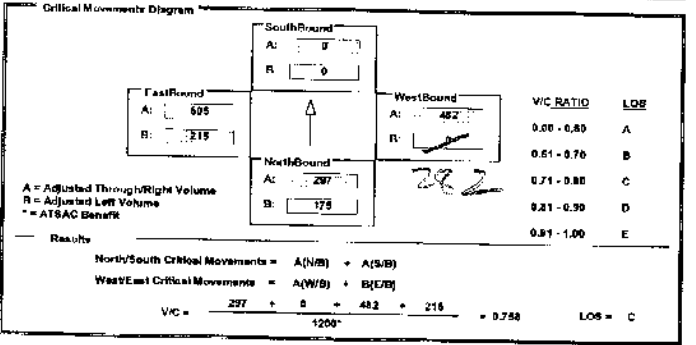 Critical Movements Diagram
SouthBound
A: 0
B: 0
EastBound
A: 605
B: 215
WestBound
A: 482
B:
282
NorthBound
A: 297
B: 175
V/C RATIO LOS
0.00 - 0.60 A
0.61 - 0.70 B
0.71 - 0.80 C
0.81 - 0.90 D
0.91 - 1.00 E
A = Adjusted Through/Right Volume
B = Adjusted Left Volume
* = ATSAC Benefit
Results
North/South Critical Movements = A(N/B) + A(S/B)
West/East Critical Movements = A(W/B) + B(E/B)
V/C = 297 + 0 + 482 + 215 = 0.758 LOS = C
1200*